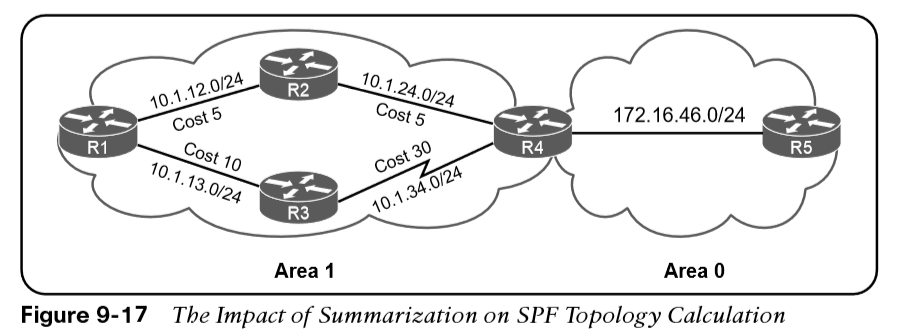 R1
10.1.12.0/24
Cost 5
R2
10.1.24.0/24
Cost 5
Cost 10
10.1.13.0/24
R3
Cost 30
10.1.34.0/24
R4
172.16.46.0/24
R5
Area 1
Area 0
Figure 9-17 The Impact of Summarization on SPF Topology Calculation